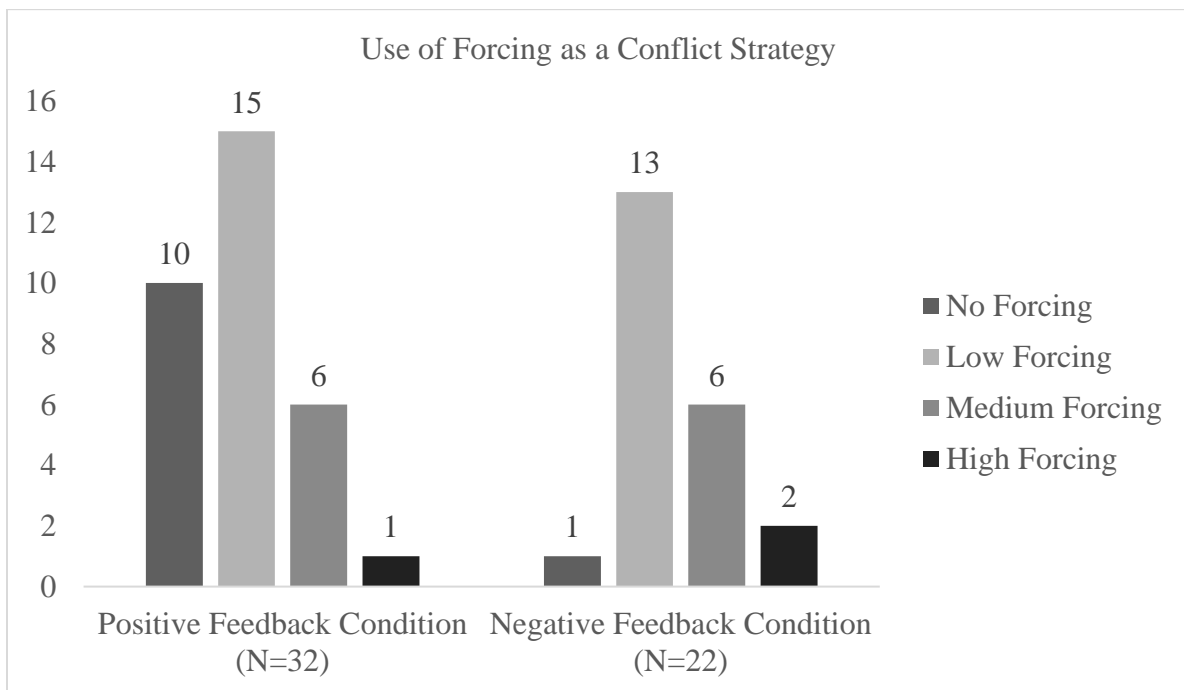 Use of Forcing as a Conflict Strategy
16
14
12
10
8
6
4
2
0
10
15
6
1
1
13
6
2
Positive Feedback Condition
(N=32)
Negative Feedback Condition
(N=22)
No Forcing
Low Forcing
Medium Forcing
High Forcing